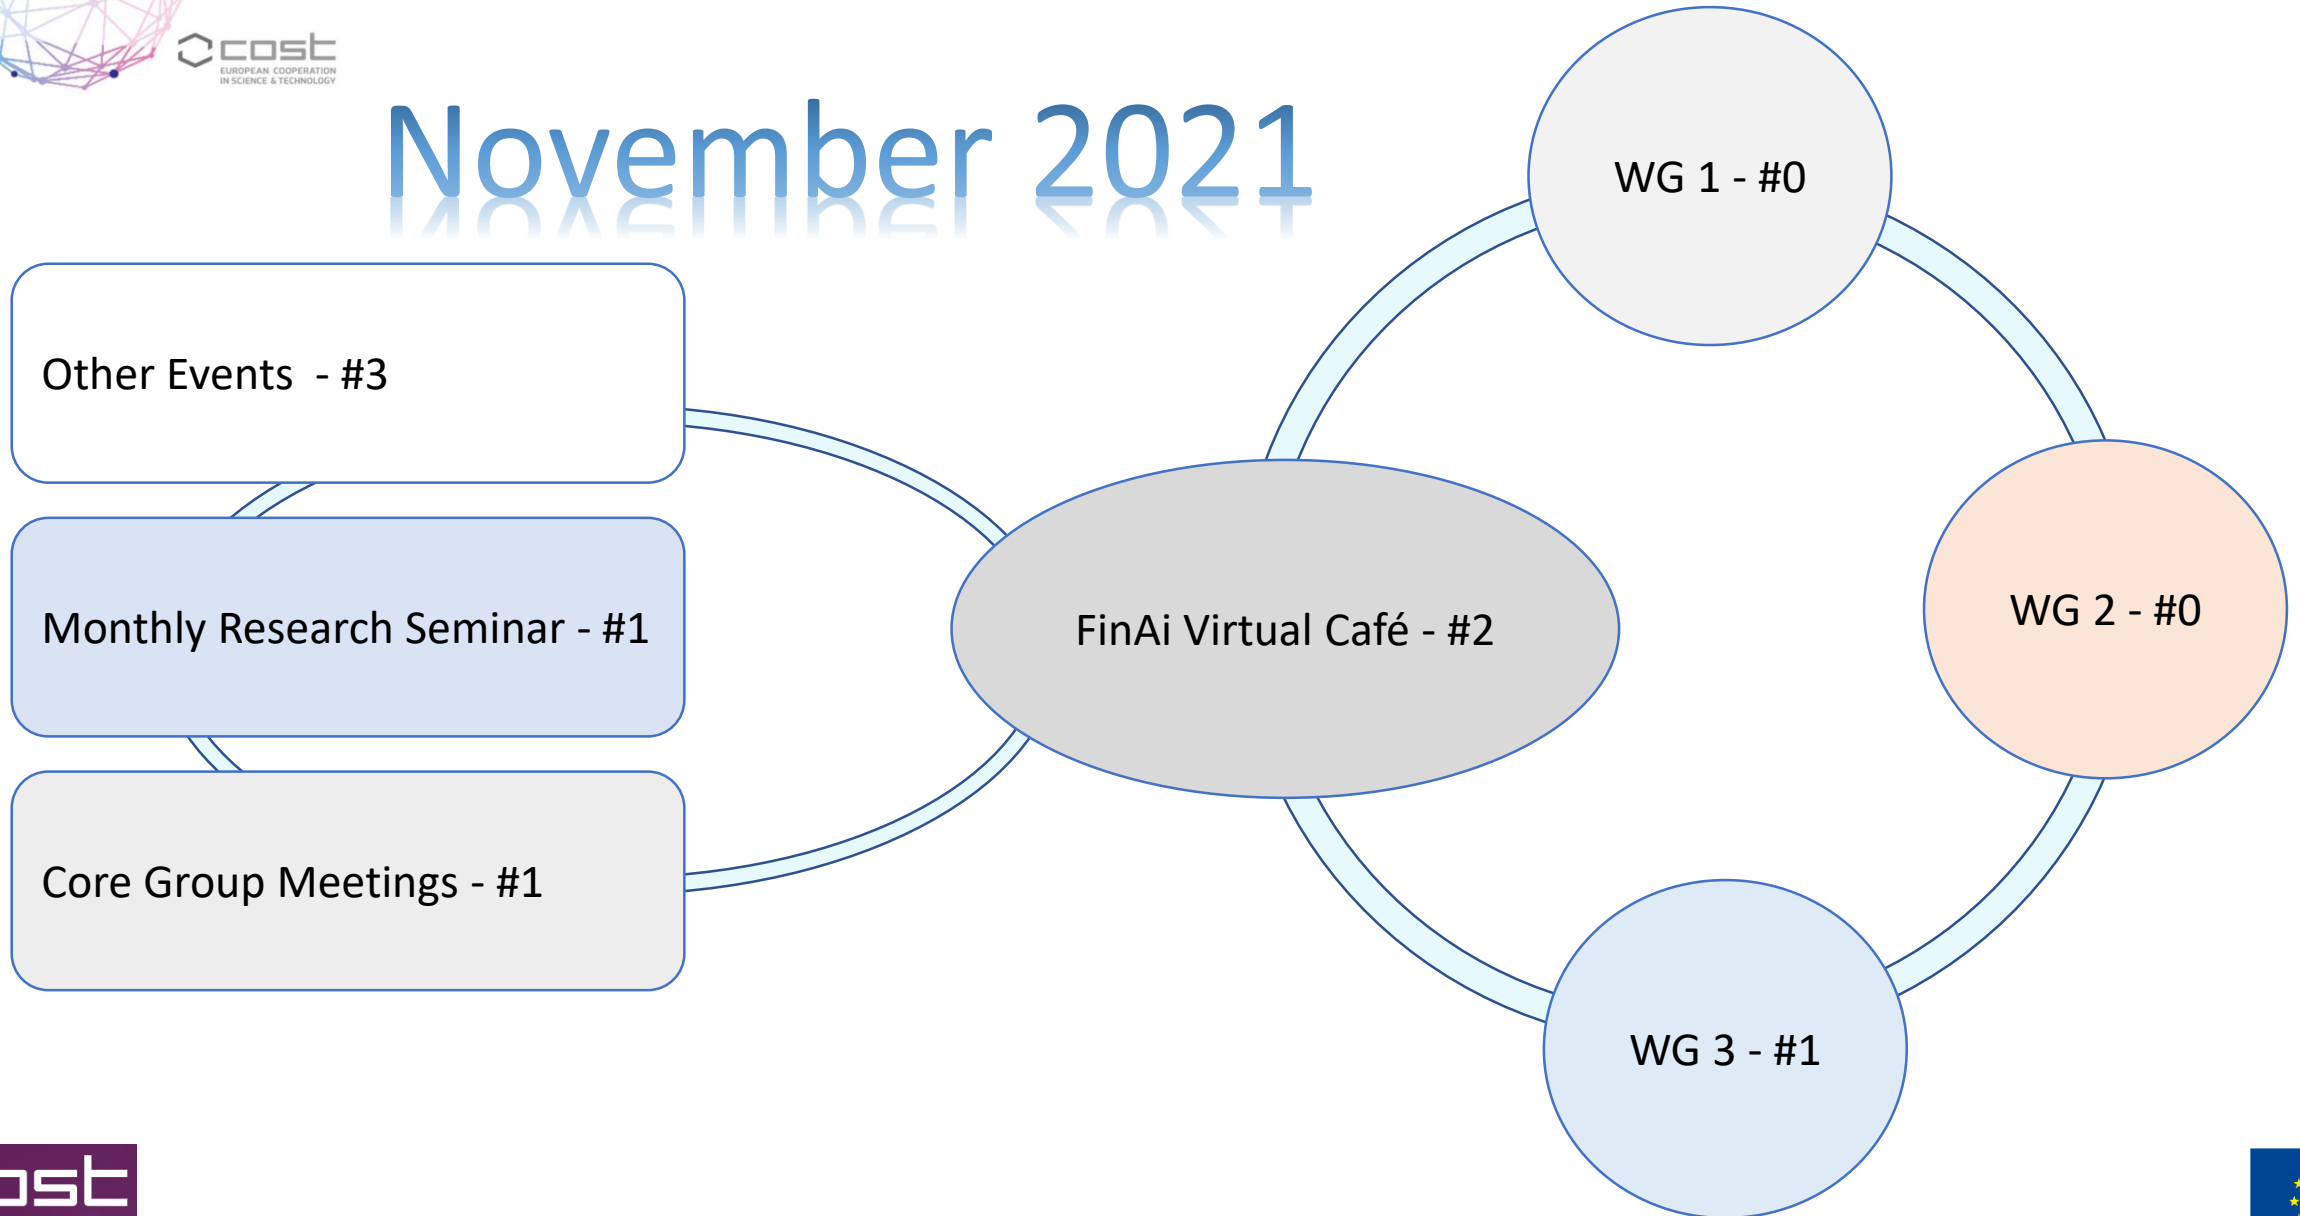 cost
EUROPEAN COOPERATION
IN SCIENCE & TECHNOLOGY
November 2021
WG 1 - #0
Other Events - #3
Monthly Research Seminar - #1
FinAi Virtual Café - #2
WG 2 - #0
Core Group Meetings - #1
WG 3 - #1
ost